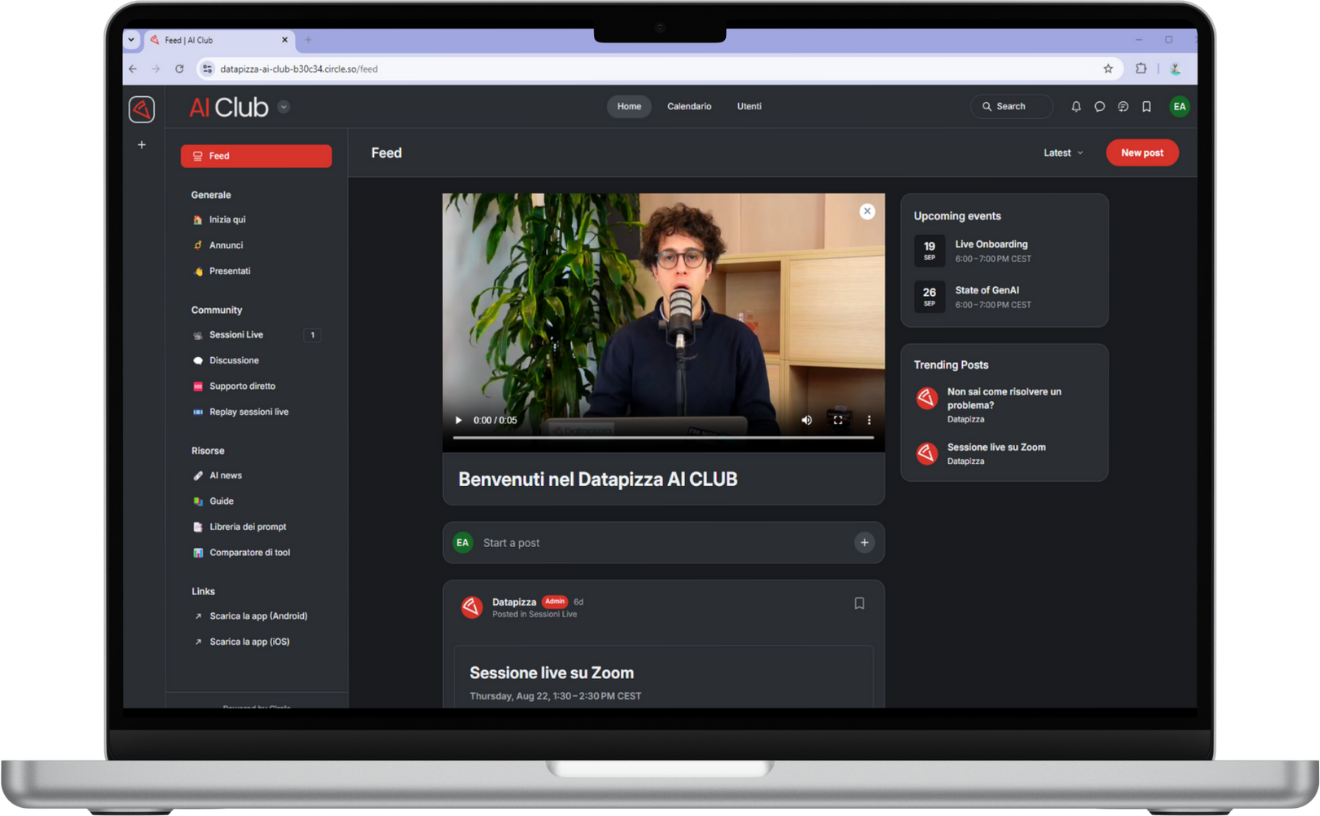 Feed | AI Club
datapizza-ai-club-b30c34.circle.so/feed
AI Club
Home
Calendario
Utenti
Search
EA
Feed
Generale
Inizia qui
Annunci
Presentati
Community
Sessioni Live
1
Discussione
Supporto diretto
Replay sessioni live
Risorse
AI news
Guide
Libreria dei prompt
Comparatore di tool
Links
Scarica la app (Android)
Scarica la app (iOS)
Powered by Circle
Feed
Latest
New post
0:00 / 0:05
Benvenuti nel Datapizza AI CLUB
EA
Start a post
Datapizza Admin 6d
Posted in Sessioni Live
Sessione live su Zoom
Thursday, Aug 22, 1:30 – 2:30 PM CEST
Upcoming events
19
SEP
Live Onboarding
6:00 – 7:00 PM CEST
26
SEP
State of GenAI
6:00 – 7:00 PM CEST
Trending Posts
Non sai come risolvere un
problema?
Datapizza
Sessione live su Zoom
Datapizza